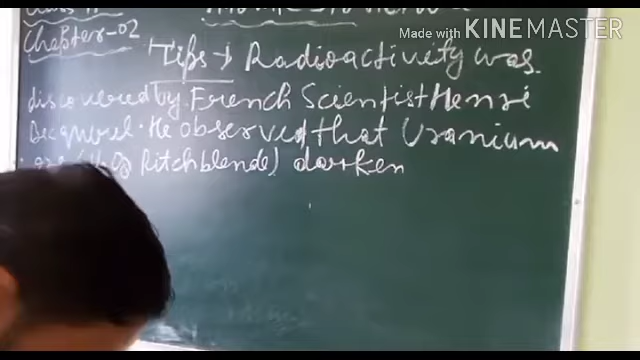 Made with KINEMASTER
Chapter-02
Tips → Radioactivity was
discovered by French Scientist Henri
Becquerel. He observed that Uranium
Pitchblende) darken